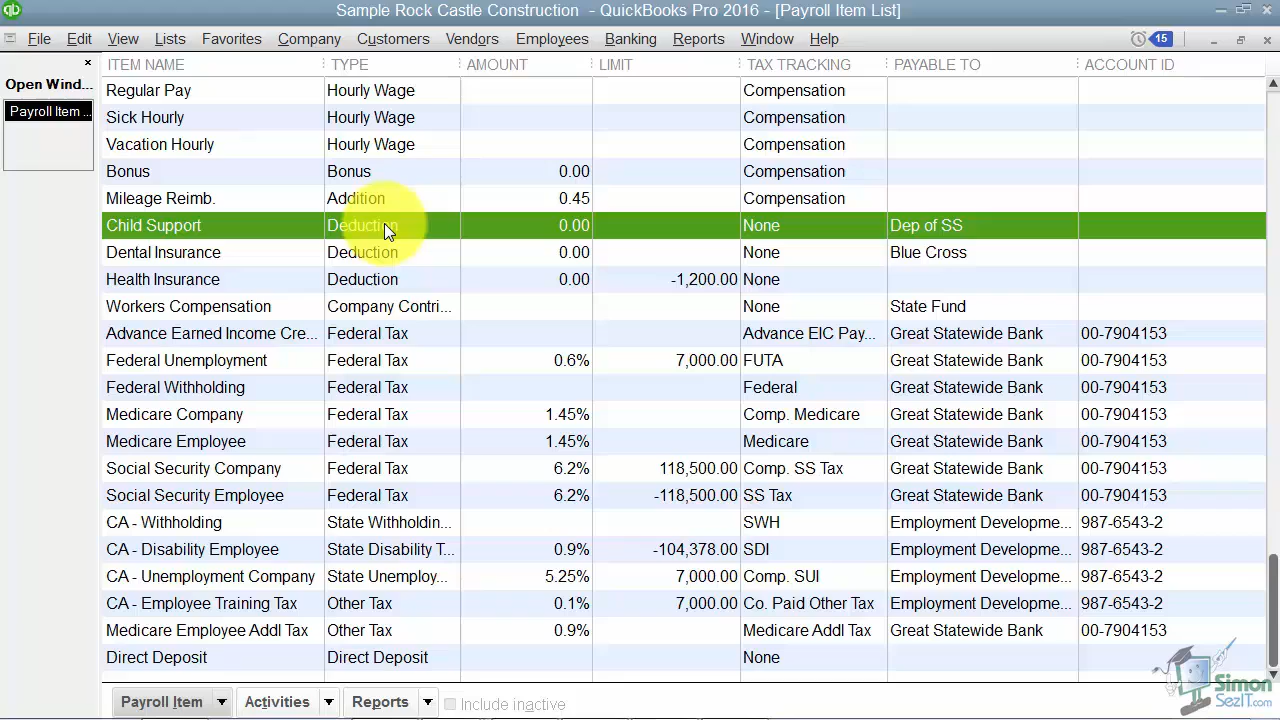 Sample Rock Castle Construction - QuickBooks Pro 2016 - [Payroll Item List]
File Edit View Lists Favorites Company Customers Vendors Employees Banking Reports Window Help 15
Open Wind...
Payroll Item ...
ITEM NAME TYPE AMOUNT LIMIT TAX TRACKING PAYABLE TO ACCOUNT ID
Regular Pay Hourly Wage Compensation
Sick Hourly Hourly Wage Compensation
Vacation Hourly Hourly Wage Compensation
Bonus Bonus 0.00 Compensation
Mileage Reimb. Addition 0.45 Compensation
Child Support Deduction 0.00 None Dep of SS
Dental Insurance Deduction 0.00 None Blue Cross
Health Insurance Deduction 0.00 -1,200.00 None
Workers Compensation Company Contri... None State Fund
Advance Earned Income Cre... Federal Tax Advance EIC Pay... Great Statewide Bank 00-7904153
Federal Unemployment Federal Tax 0.6% 7,000.00 FUTA Great Statewide Bank 00-7904153
Federal Withholding Federal Tax Federal Great Statewide Bank 00-7904153
Medicare Company Federal Tax 1.45% Comp. Medicare Great Statewide Bank 00-7904153
Medicare Employee Federal Tax 1.45% Medicare Great Statewide Bank 00-7904153
Social Security Company Federal Tax 6.2% 118,500.00 Comp. SS Tax Great Statewide Bank 00-7904153
Social Security Employee Federal Tax 6.2% -118,500.00 SS Tax Great Statewide Bank 00-7904153
CA - Withholding State Withholdin... SWH Employment Developme... 987-6543-2
CA - Disability Employee State Disability T... 0.9% -104,378.00 SDI Employment Developme... 987-6543-2
CA - Unemployment Company State Unemploy... 5.25% 7,000.00 Comp. SUI Employment Developme... 987-6543-2
CA - Employee Training Tax Other Tax 0.1% 7,000.00 Co. Paid Other Tax Employment Developme... 987-6543-2
Medicare Employee Addl Tax Other Tax 0.9% Medicare Addl Tax Great Statewide Bank 00-7904153
Direct Deposit Direct Deposit None
Payroll Item Activities Reports Include inactive
Simon
SezIT.com